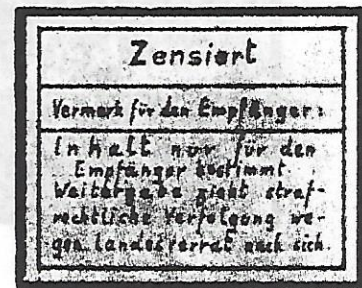 Zensiert
Vermerk für den Empfänger:
Inhalt nur für den
Empfänger bestimmt
Weitergabe zieht straf-
rechtliche Verfolgung we-
gen Landesverrat nach sich.